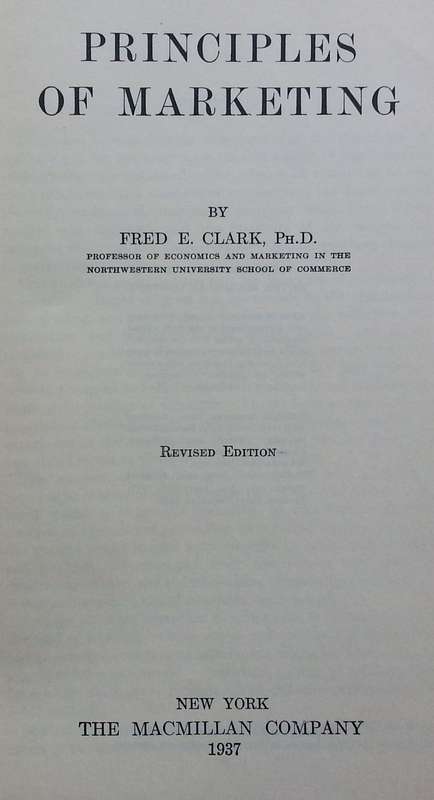 PRINCIPLES
OF MARKETING
BY
FRED E. CLARK, PH.D.
PROFESSOR OF ECONOMICS AND MARKETING IN THE
NORTHWESTERN UNIVERSITY SCHOOL OF COMMERCE
REVISED EDITION
NEW YORK
THE MACMILLAN COMPANY
1937